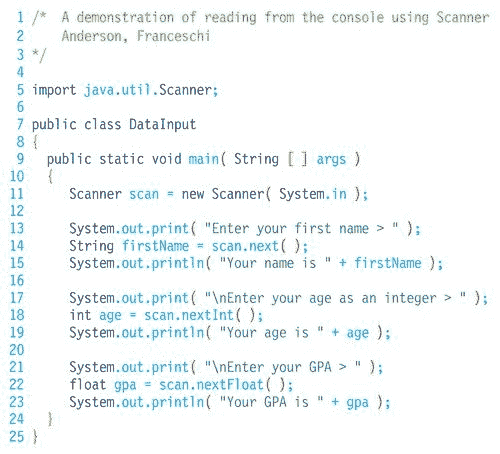 1 /*  A demonstration of reading from the console using Scanner
2     Anderson, Franceschi
3 */
4
5 import java.util.Scanner;
6
7 public class DataInput
8 {
9   public static void main( String [ ] args )
10   {
11      Scanner scan = new Scanner( System.in );
12
13      System.out.print( "Enter your first name > " );
14      String firstName = scan.next( );
15      System.out.println( "Your name is " + firstName );
16
17      System.out.print( "\nEnter your age as an integer > " );
18      int age = scan.nextInt( );
19      System.out.println( "Your age is " + age );
20
21      System.out.print( "\nEnter your GPA > " );
22      float gpa = scan.nextFloat( );
23      System.out.println( "Your GPA is " + gpa );
24   }
25 }